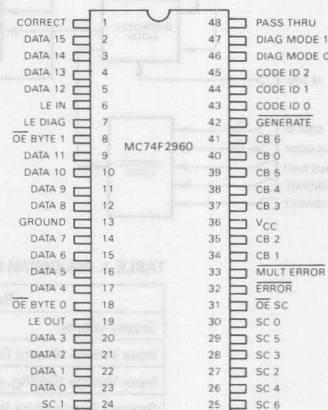 CORRECT 1 48 PASS THRU
DATA 15 2 47 DIAG MODE 1
DATA 14 3 46 DIAG MODE 0
DATA 13 4 45 CODE ID 2
DATA 12 5 44 CODE ID 1
LE IN 6 43 CODE ID 0
LE DIAG 7 42 GENERATE
OE BYTE 1 8 41 CB 6
MC74F2960
DATA 11 9 40 CB 0
DATA 10 10 39 CB 5
DATA 9 11 38 CB 4
DATA 8 12 37 CB 3
GROUND 13 36 VCC
DATA 7 14 35 CB 2
DATA 6 15 34 CB 1
DATA 5 16 33 MULT ERROR
DATA 4 17 32 ERROR
OE BYTE 0 18 31 OE SC
LE OUT 19 30 SC 0
DATA 3 20 29 SC 5
DATA 2 21 28 SC 3
DATA 1 22 27 SC 2
DATA 0 23 26 SC 4
SC 1 24 25 SC 6